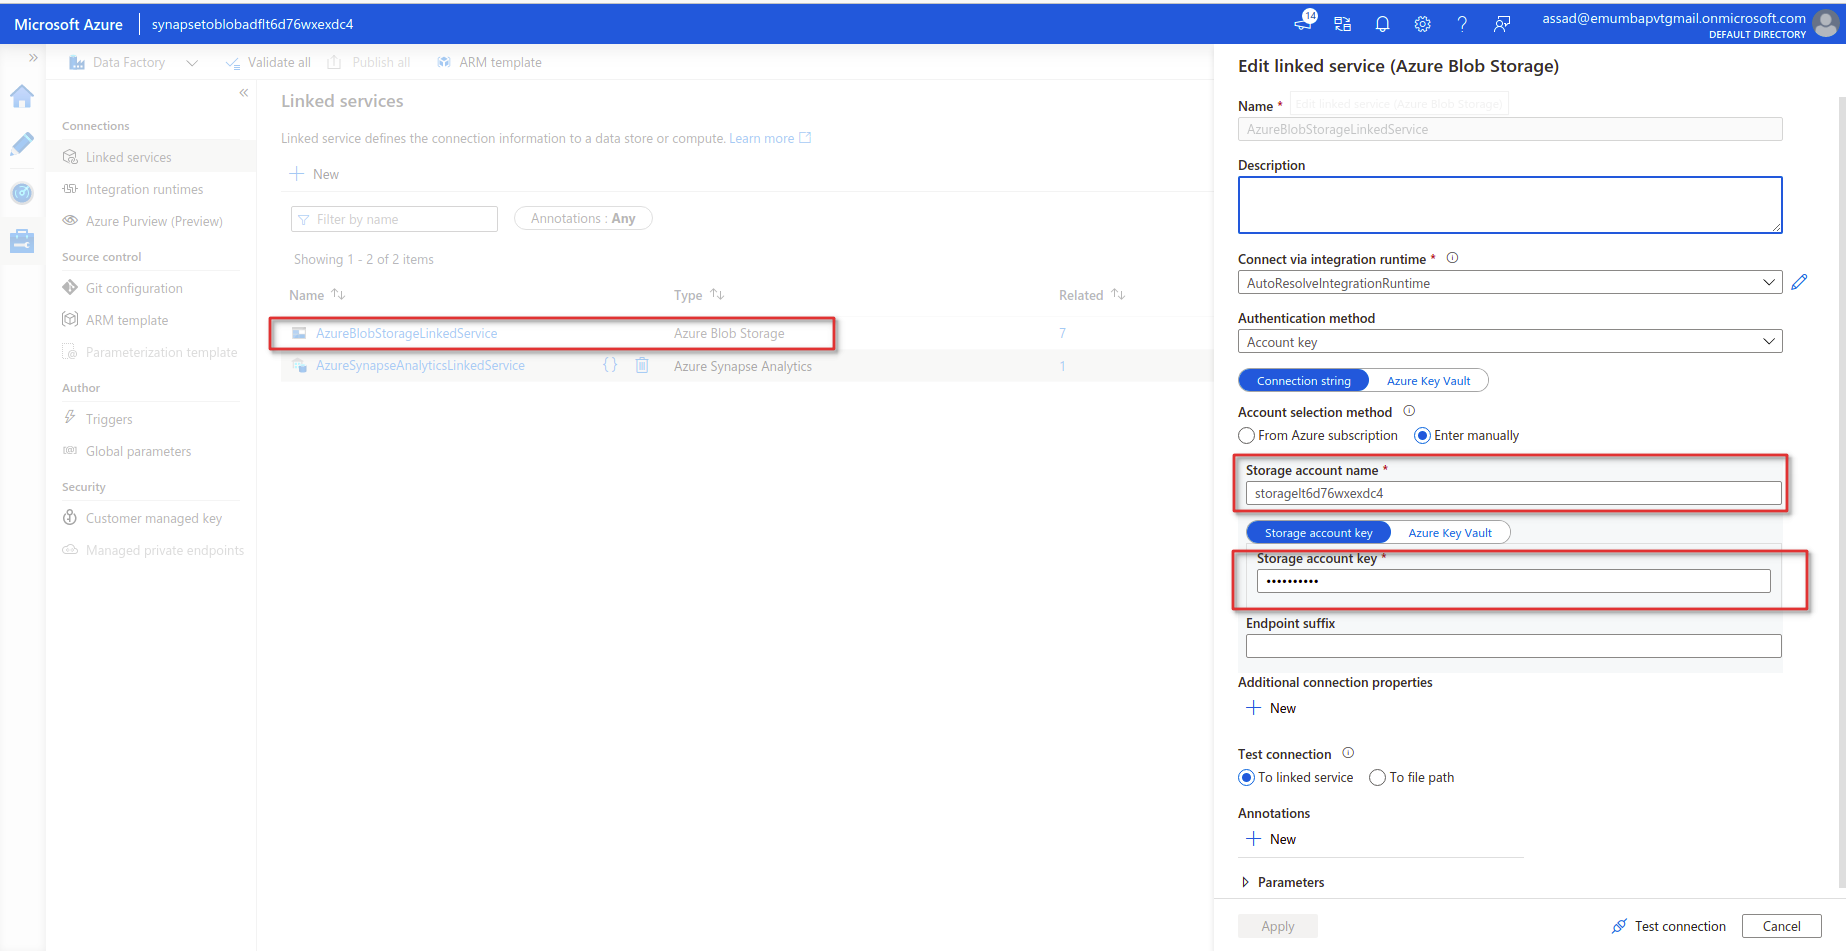 Microsoft Azure synapsetoblobadflt6d76wxexdc4 14 assad@emumbapvtgmail.onmicrosoft.com
DEFAULT DIRECTORY
Data Factory Validate all Publish all ARM template
Connections
Linked services
Integration runtimes
Azure Purview (Preview)
Source control
Git configuration
ARM template
Parameterization template
Author
Triggers
Global parameters
Security
Customer managed key
Managed private endpoints
Linked services
Linked service defines the connection information to a data store or compute. Learn more
New
Filter by name Annotations : Any
Showing 1 - 2 of 2 items
Name Type Related
AzureBlobStorageLinkedService Azure Blob Storage 7
AzureSynapseAnalyticsLinkedService {} Azure Synapse Analytics 1
Edit linked service (Azure Blob Storage)
Name * Edit linked service (Azure Blob Storage)
AzureBlobStorageLinkedService
Description
Connect via integration runtime *
AutoResolveIntegrationRuntime
Authentication method
Account key
Connection string Azure Key Vault
Account selection method
From Azure subscription Enter manually
Storage account name *
storagelt6d76wxexdc4
Storage account key Azure Key Vault
Storage account key *
••••••••••
Endpoint suffix
Additional connection properties
New
Test connection
To linked service To file path
Annotations
New
Parameters
Apply Test connection Cancel